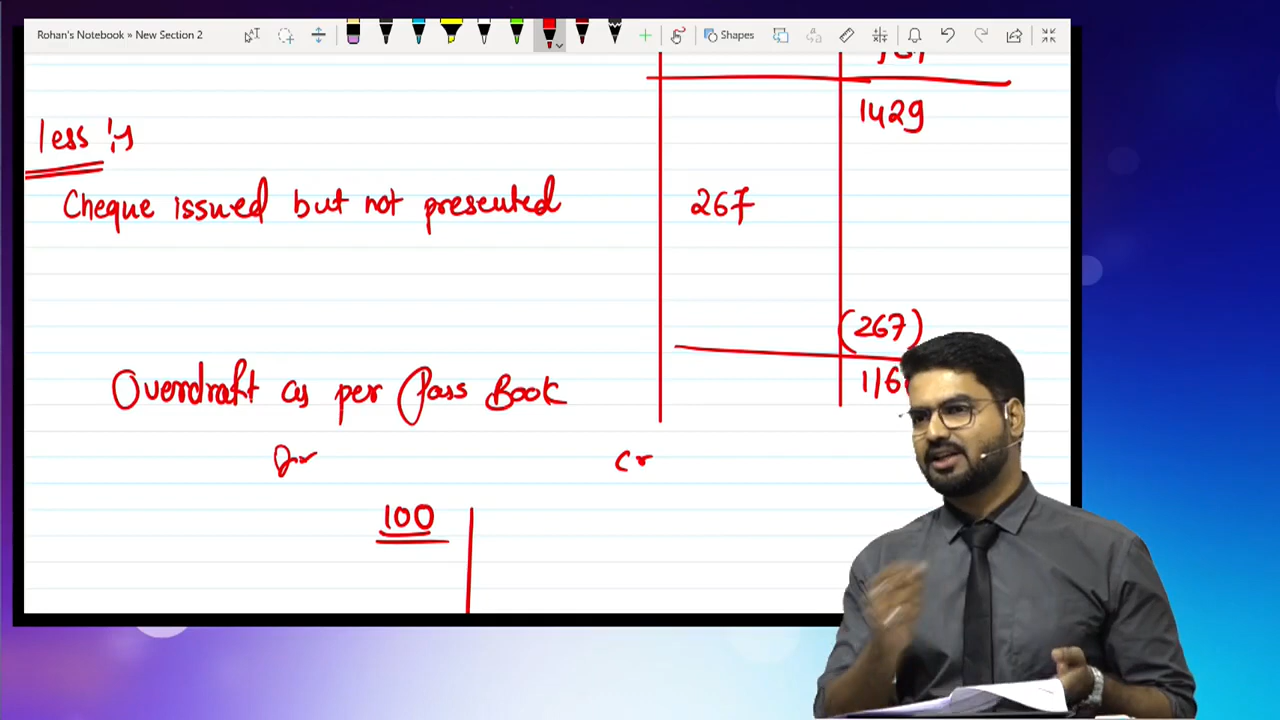 Rohan's Notebook » New Section 2
Shapes
1429
less :-
Cheque issued but not presented 267
(267)
Overdraft as per Pass Book
Dr Cr
100